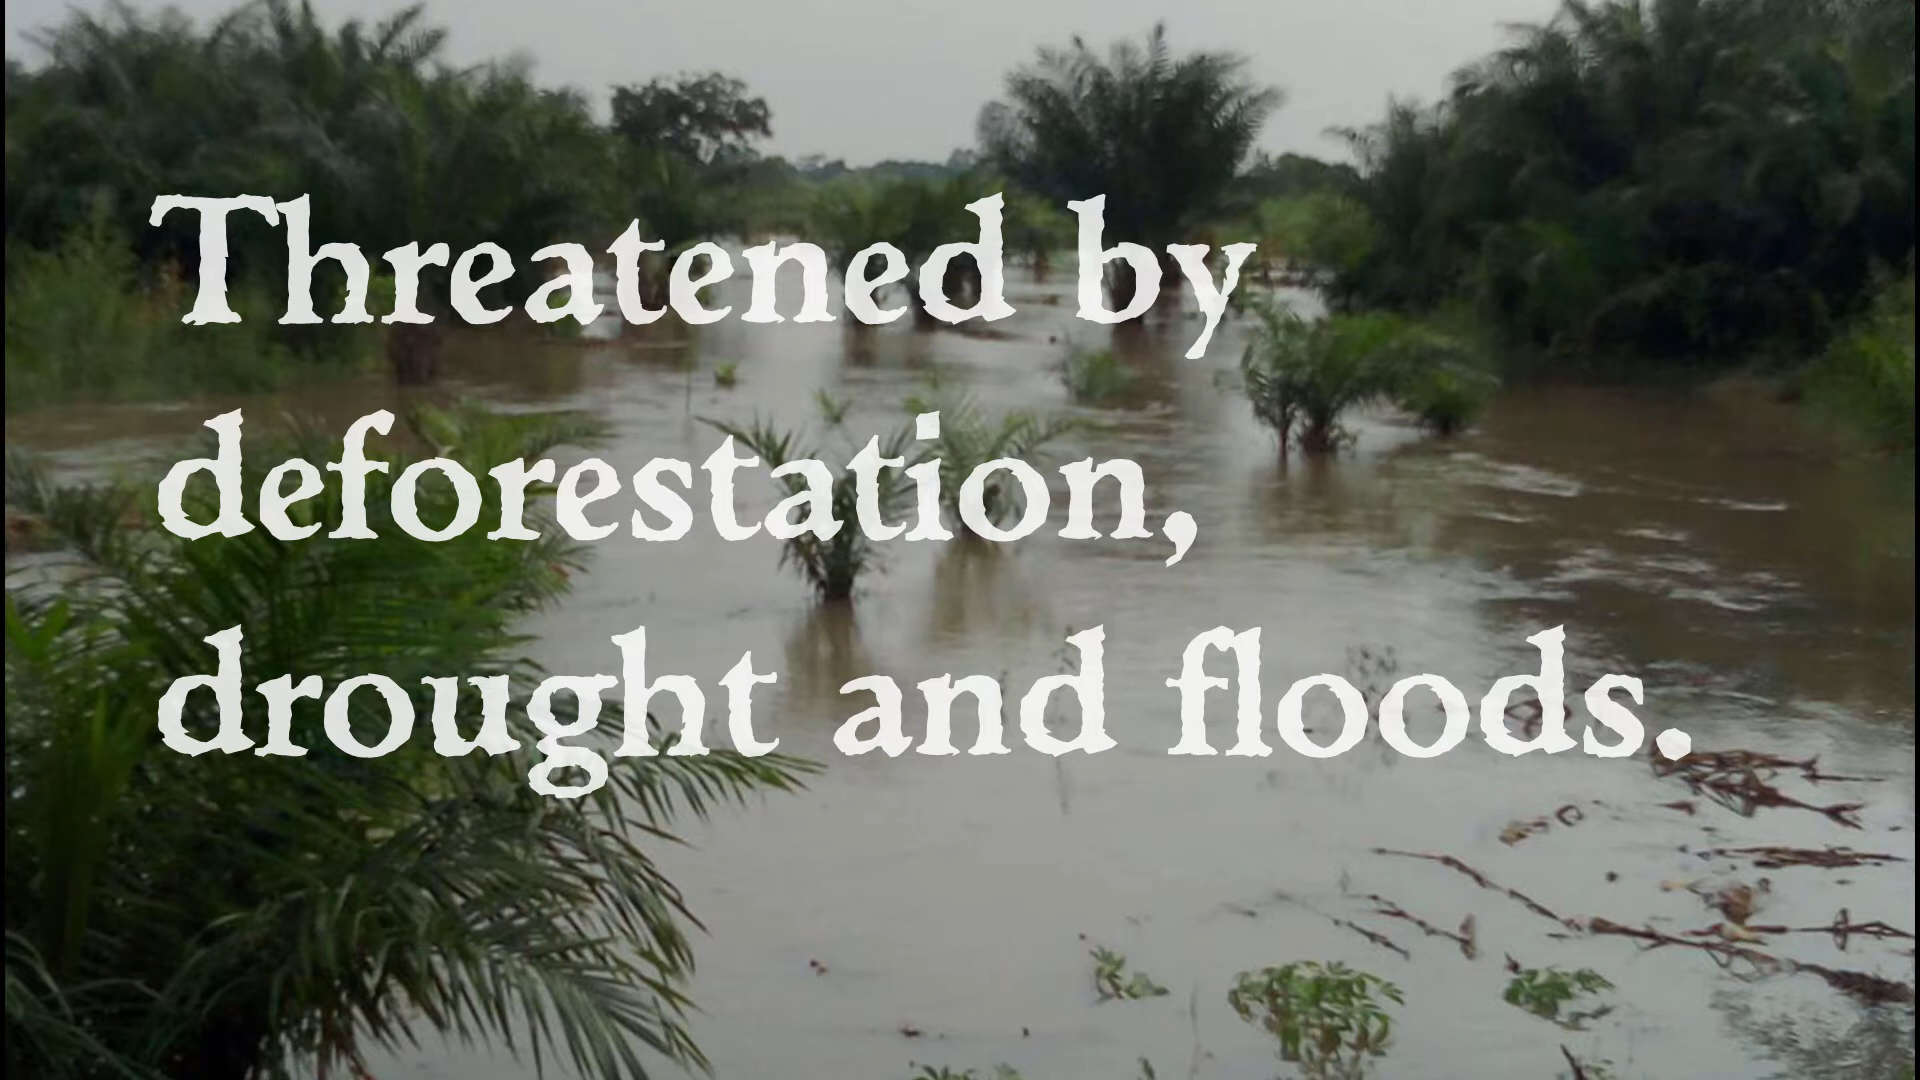 Threatened by
deforestation,
drought and floods.